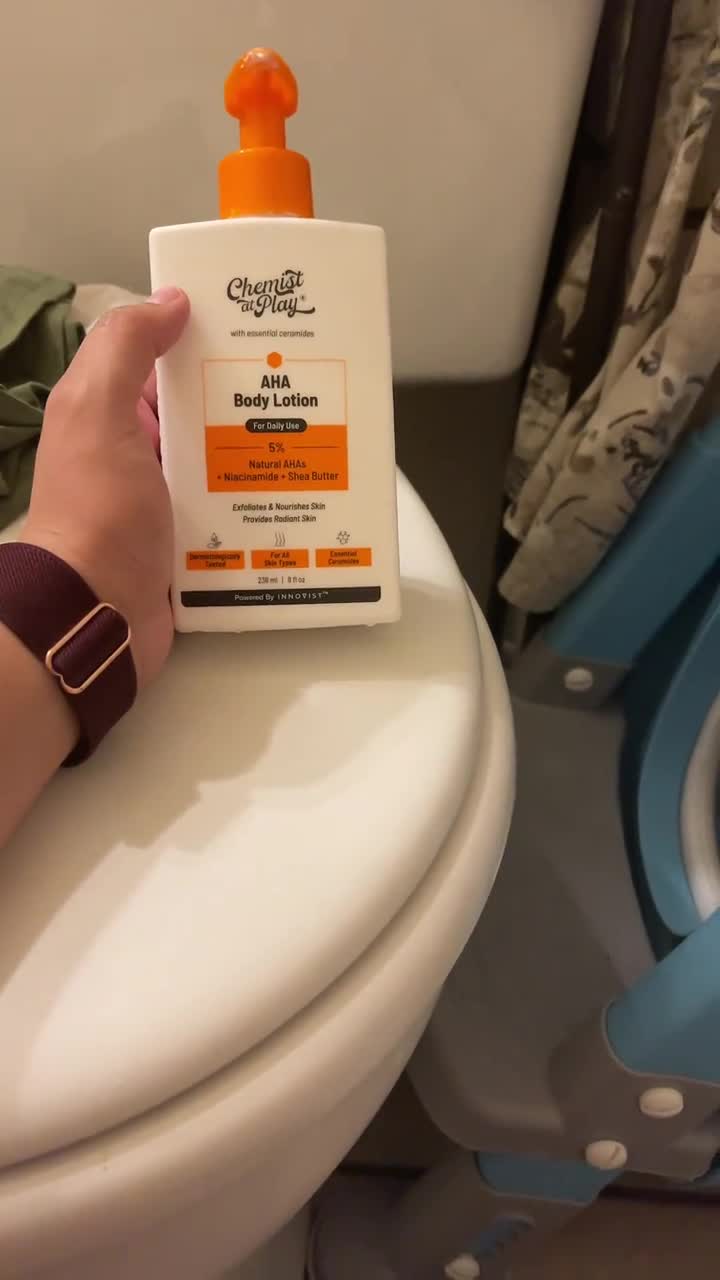 Chemist
at Play
with essential ceramides
AHA
Body Lotion
For Daily Use
5%
Natural AHAs
+ Niacinamide + Shea Butter
Exfoliates & Nourishes Skin
Provides Radiant Skin
Dermatologically
Tested
For All
Skin Types
Essential
Ceramides
236 ml | 8 fl oz
Powered By INNOVIST™